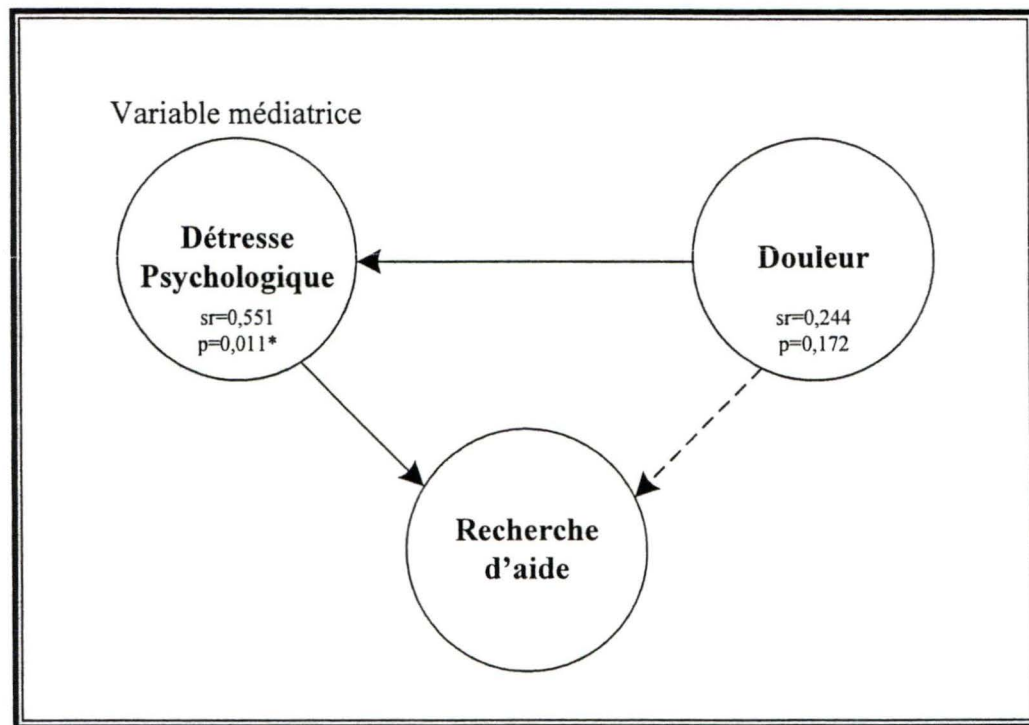 Variable médiatrice
Détresse
Psychologique
sr=0,551
p=0,011*
Douleur
sr=0,244
p=0,172
Recherche
d'aide